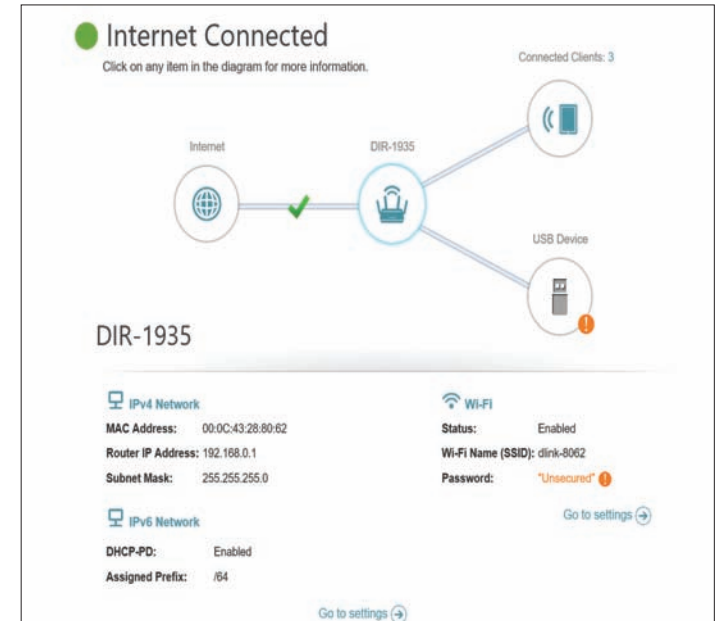 Internet Connected
Click on any item in the diagram for more information.
Connected Clients: 3
Internet
DIR-1935
USB Device
DIR-1935
IPv4 Network
MAC Address: 00:0C:43:28:80:62
Router IP Address: 192.168.0.1
Subnet Mask: 255.255.255.0
IPv6 Network
DHCP-PD: Enabled
Assigned Prefix: /64
Go to settings
Wi-Fi
Status: Enabled
Wi-Fi Name (SSID): dlink-8062
Password: "Unsecured"
Go to settings